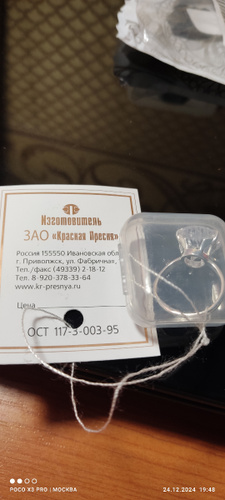 Изготовитель
ЗАО «Красная Пресня»
Россия 155550 Ивановская обл
г. Приволжск, ул. Фабричная,
Тел./факс (49339) 2-18-12
Тел. 8-920-378-33-64
www.kr-presnya.ru
Цена
ОСТ 117-3-003-95
POCO X3 PRO | МОСКВА
24.12.2024 19:48